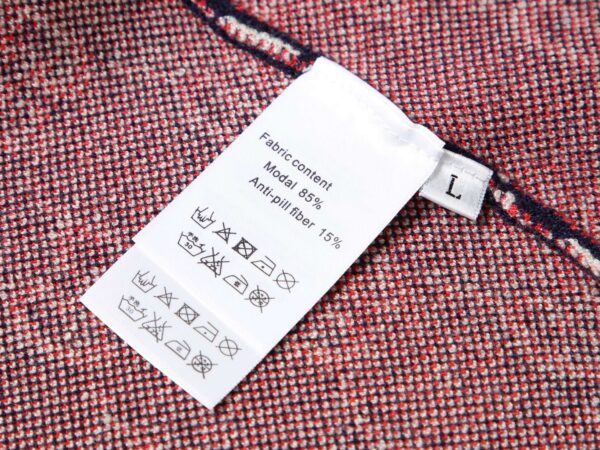 Fabric content
Modal 85%
Anti-pill fiber 15%
L